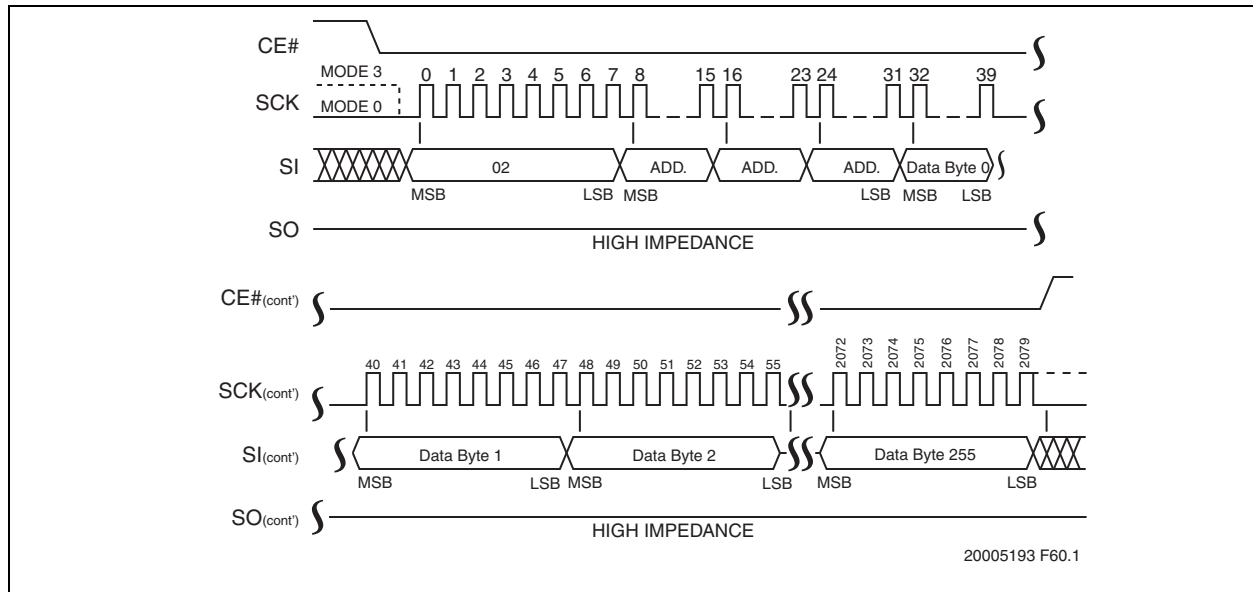 CE#
MODE 3
0 1 2 3 4 5 6 7 8 15 16 23 24 31 32 39
SCK
MODE 0
SI
02 ADD. ADD. ADD. Data Byte 0
MSB LSB MSB LSB MSB LSB
SO
HIGH IMPEDANCE
CE#(cont')
40 41 42 43 44 45 46 47 48 49 50 51 52 53 54 55 2072 2073 2074 2075 2076 2077 2078 2079
SCK(cont')
SI(cont')
Data Byte 1 Data Byte 2 Data Byte 255
MSB LSB MSB LSB MSB LSB
SO(cont')
HIGH IMPEDANCE
20005193 F60.1